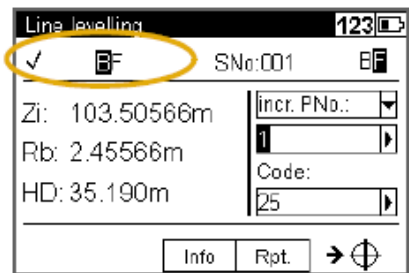 Line levelling 123
✓ BF SNo:001 BF
Zi: 103.50566m incr. PNo.:
1
Rb: 2.45566m
Code:
HD: 35.190m 25
Info Rpt.